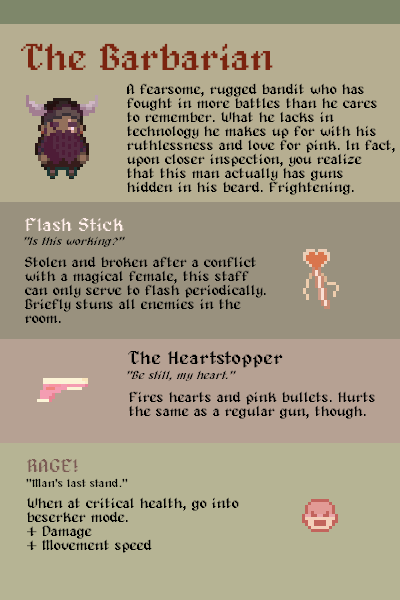 The Barbarian
A fearsome, rugged bandit who has
fought in more battles than he cares
to remember. What he lacks in
technology he makes up for with his
ruthlessness and love for pink. In fact,
upon closer inspection, you realize
that this man actually has guns
hidden in his beard. Frightening.
Flash Stick
"Is this working?"
Stolen and broken after a conflict
with a magical female, this staff
can only serve to flash periodically.
Briefly stuns all enemies in the
room.
The Heartstopper
"Be still, my heart."
Fires hearts and pink bullets. Hurts
the same as a regular gun, though.
RAGE!
"Man's last stand."
When at critical health, go into
beserker mode.
+ Damage
+ Movement speed